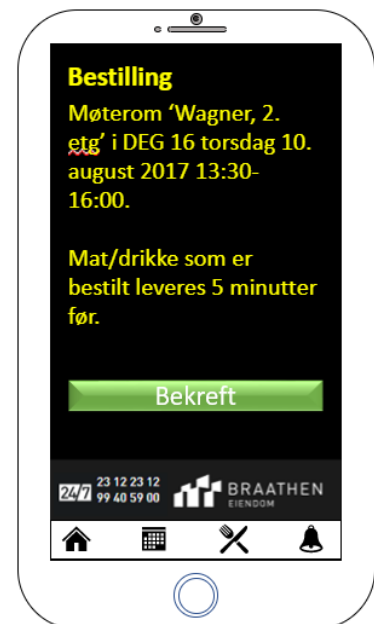 Bestilling
Møterom ‘Wagner, 2.
etg’ i DEG 16 torsdag 10.
august 2017 13:30-
16:00.
Mat/drikke som er
bestilt leveres 5 minutter
før.
Bekreft
24/7 23 12 23 12
99 40 59 00
BRAATHEN
EIENDOM